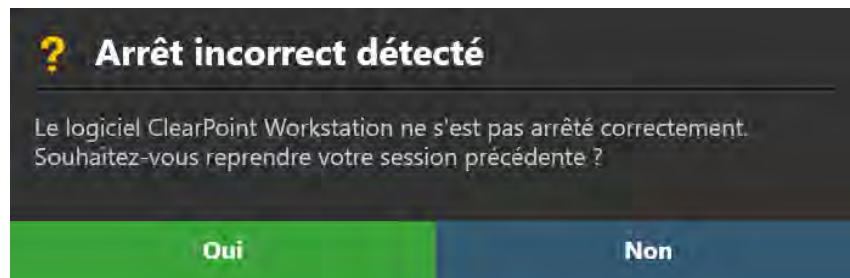 ? Arrêt incorrect détecté
Le logiciel ClearPoint Workstation ne s'est pas arrêté correctement.
Souhaitez-vous reprendre votre session précédente ?
Oui
Non